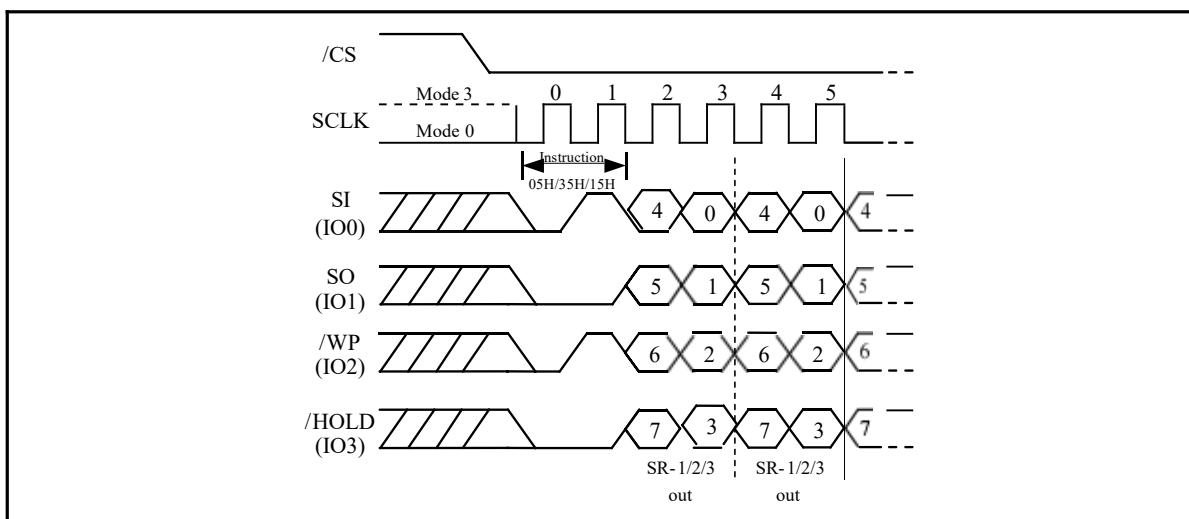 /CS
Mode 3
0 1 2 3 4 5
SCLK
Mode 0
Instruction
05H/35H/15H
SI
(IO0)
4 0 4 0 4
SO
(IO1)
5 1 5 1 5
/WP
(IO2)
6 2 6 2 6
/HOLD
(IO3)
7 3 7 3 7
SR-1/2/3 SR-1/2/3
out out